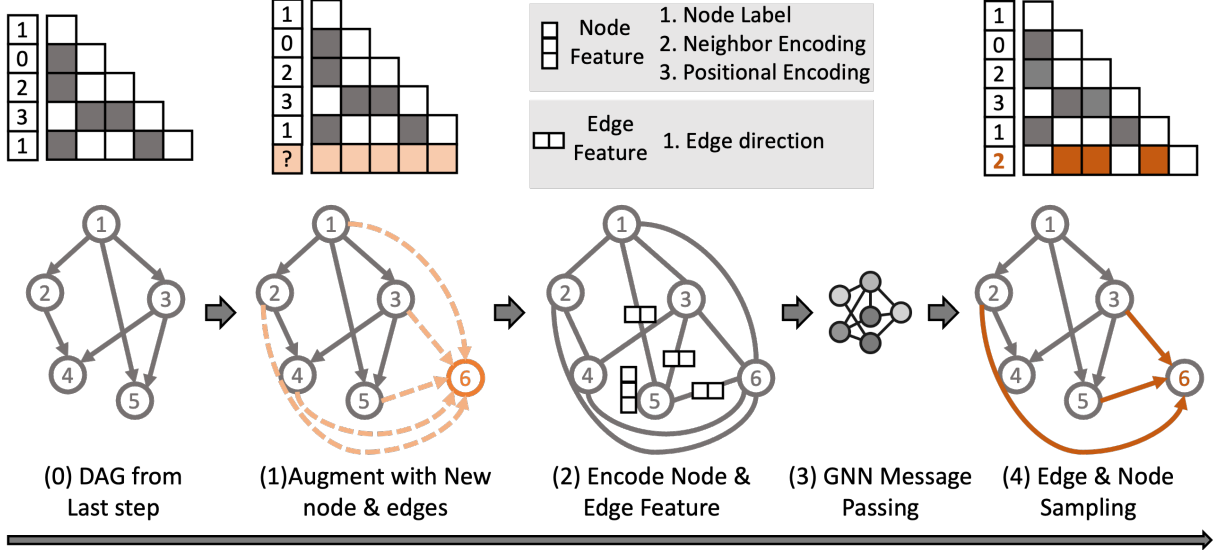 1
0
2
3
1
1
0
2
3
1
?
Node
Feature
1. Node Label
2. Neighbor Encoding
3. Positional Encoding
Edge
Feature
1. Edge direction
1
0
2
3
1
2
1
2
3
4
5
1
2
3
4
5
6
1
2
3
4
5
6
1
2
3
4
5
6
(0) DAG from
Last step
(1)Augment with New
node & edges
(2) Encode Node &
Edge Feature
(3) GNN Message
Passing
(4) Edge & Node
Sampling